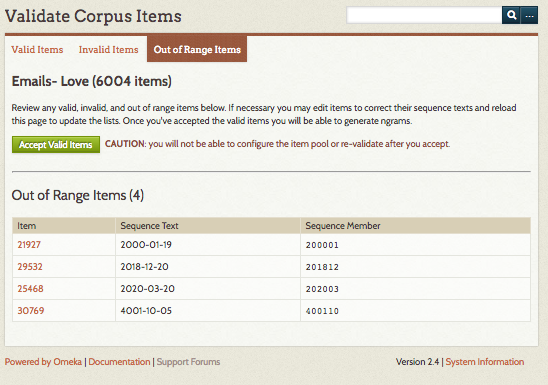 Validate Corpus Items
...
Valid Items Invalid Items Out of Range Items
Emails- Love (6004 items)
Review any valid, invalid, and out of range items below. If necessary you may edit items to correct their sequence texts and reload
this page to update the lists. Once you've accepted the valid items you will be able to generate ngrams.
Accept Valid Items CAUTION: you will not be able to configure the item pool or re-validate after you accept.
Out of Range Items (4)
Item Sequence Text Sequence Member
21927 2000-01-19 200001
29532 2018-12-20 201812
25468 2020-03-20 202003
30769 4001-10-05 400110
Powered by Omeka | Documentation | Support Forums Version 2.4 | System Information